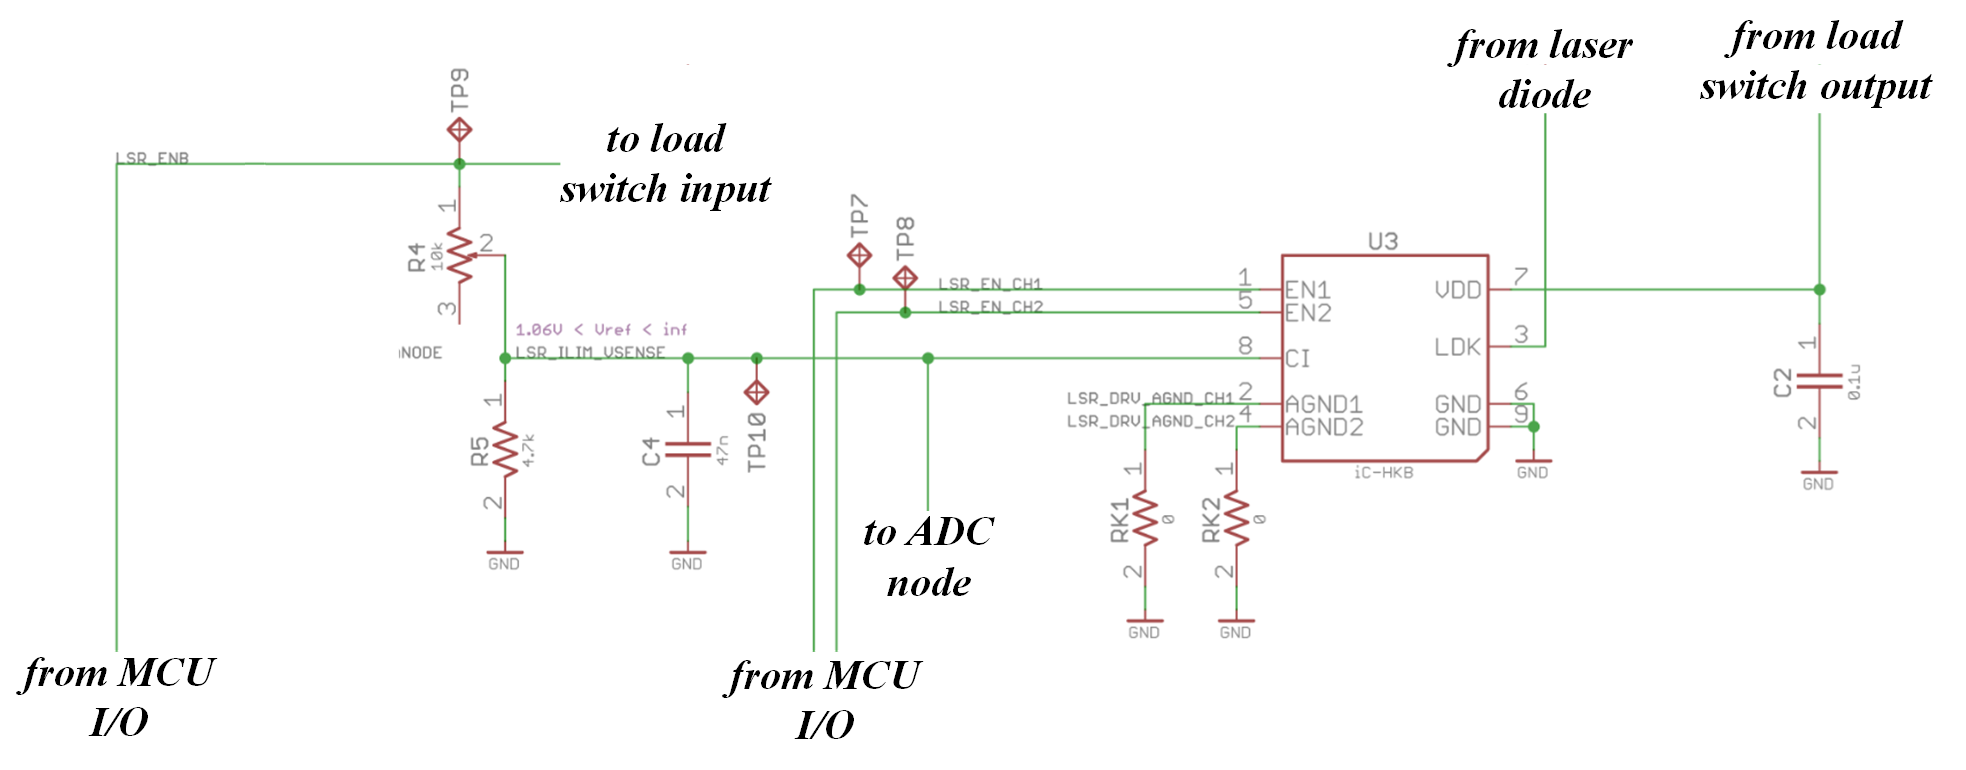 from laser
diode
from load
switch output
TP9
to load
switch input
LSR_ENB
TP7
TP8
U3
1
R4
10k
2
3
LSR_EN_CH1
LSR_EN_CH2
1
5
EN1
EN2
VDD
7
1.06V < Vref < inf
NODE
LSR_ILIM_VSENSE
8
CI
LDK
3
1
C2
0.1u
2
LSR_DRV_AGND_CH1
LSR_DRV_AGND_CH2
2
4
AGND1
AGND2
GND
GND
6
9
1
R5
4.7k
2
1
C4
47n
2
TP10
iC-HKB
GND
GND
1
RK1
0
2
1
RK2
0
2
to ADC
node
GND
GND
GND
GND
from MCU
I/O
from MCU
I/O